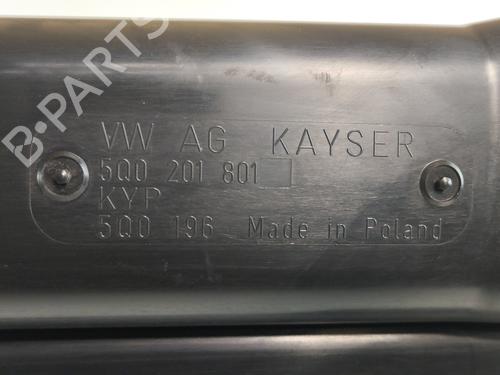 B-PARTS
VW AG KAYSER
5Q0 201 801
KYP
5Q0 196 Made in Poland